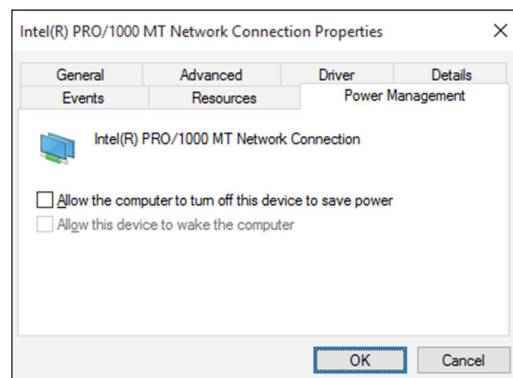 Intel(R) PRO/1000 MT Network Connection Properties
General Advanced Driver Details
Events Resources Power Management
Intel(R) PRO/1000 MT Network Connection
Allow the computer to turn off this device to save power
Allow this device to wake the computer
OK Cancel